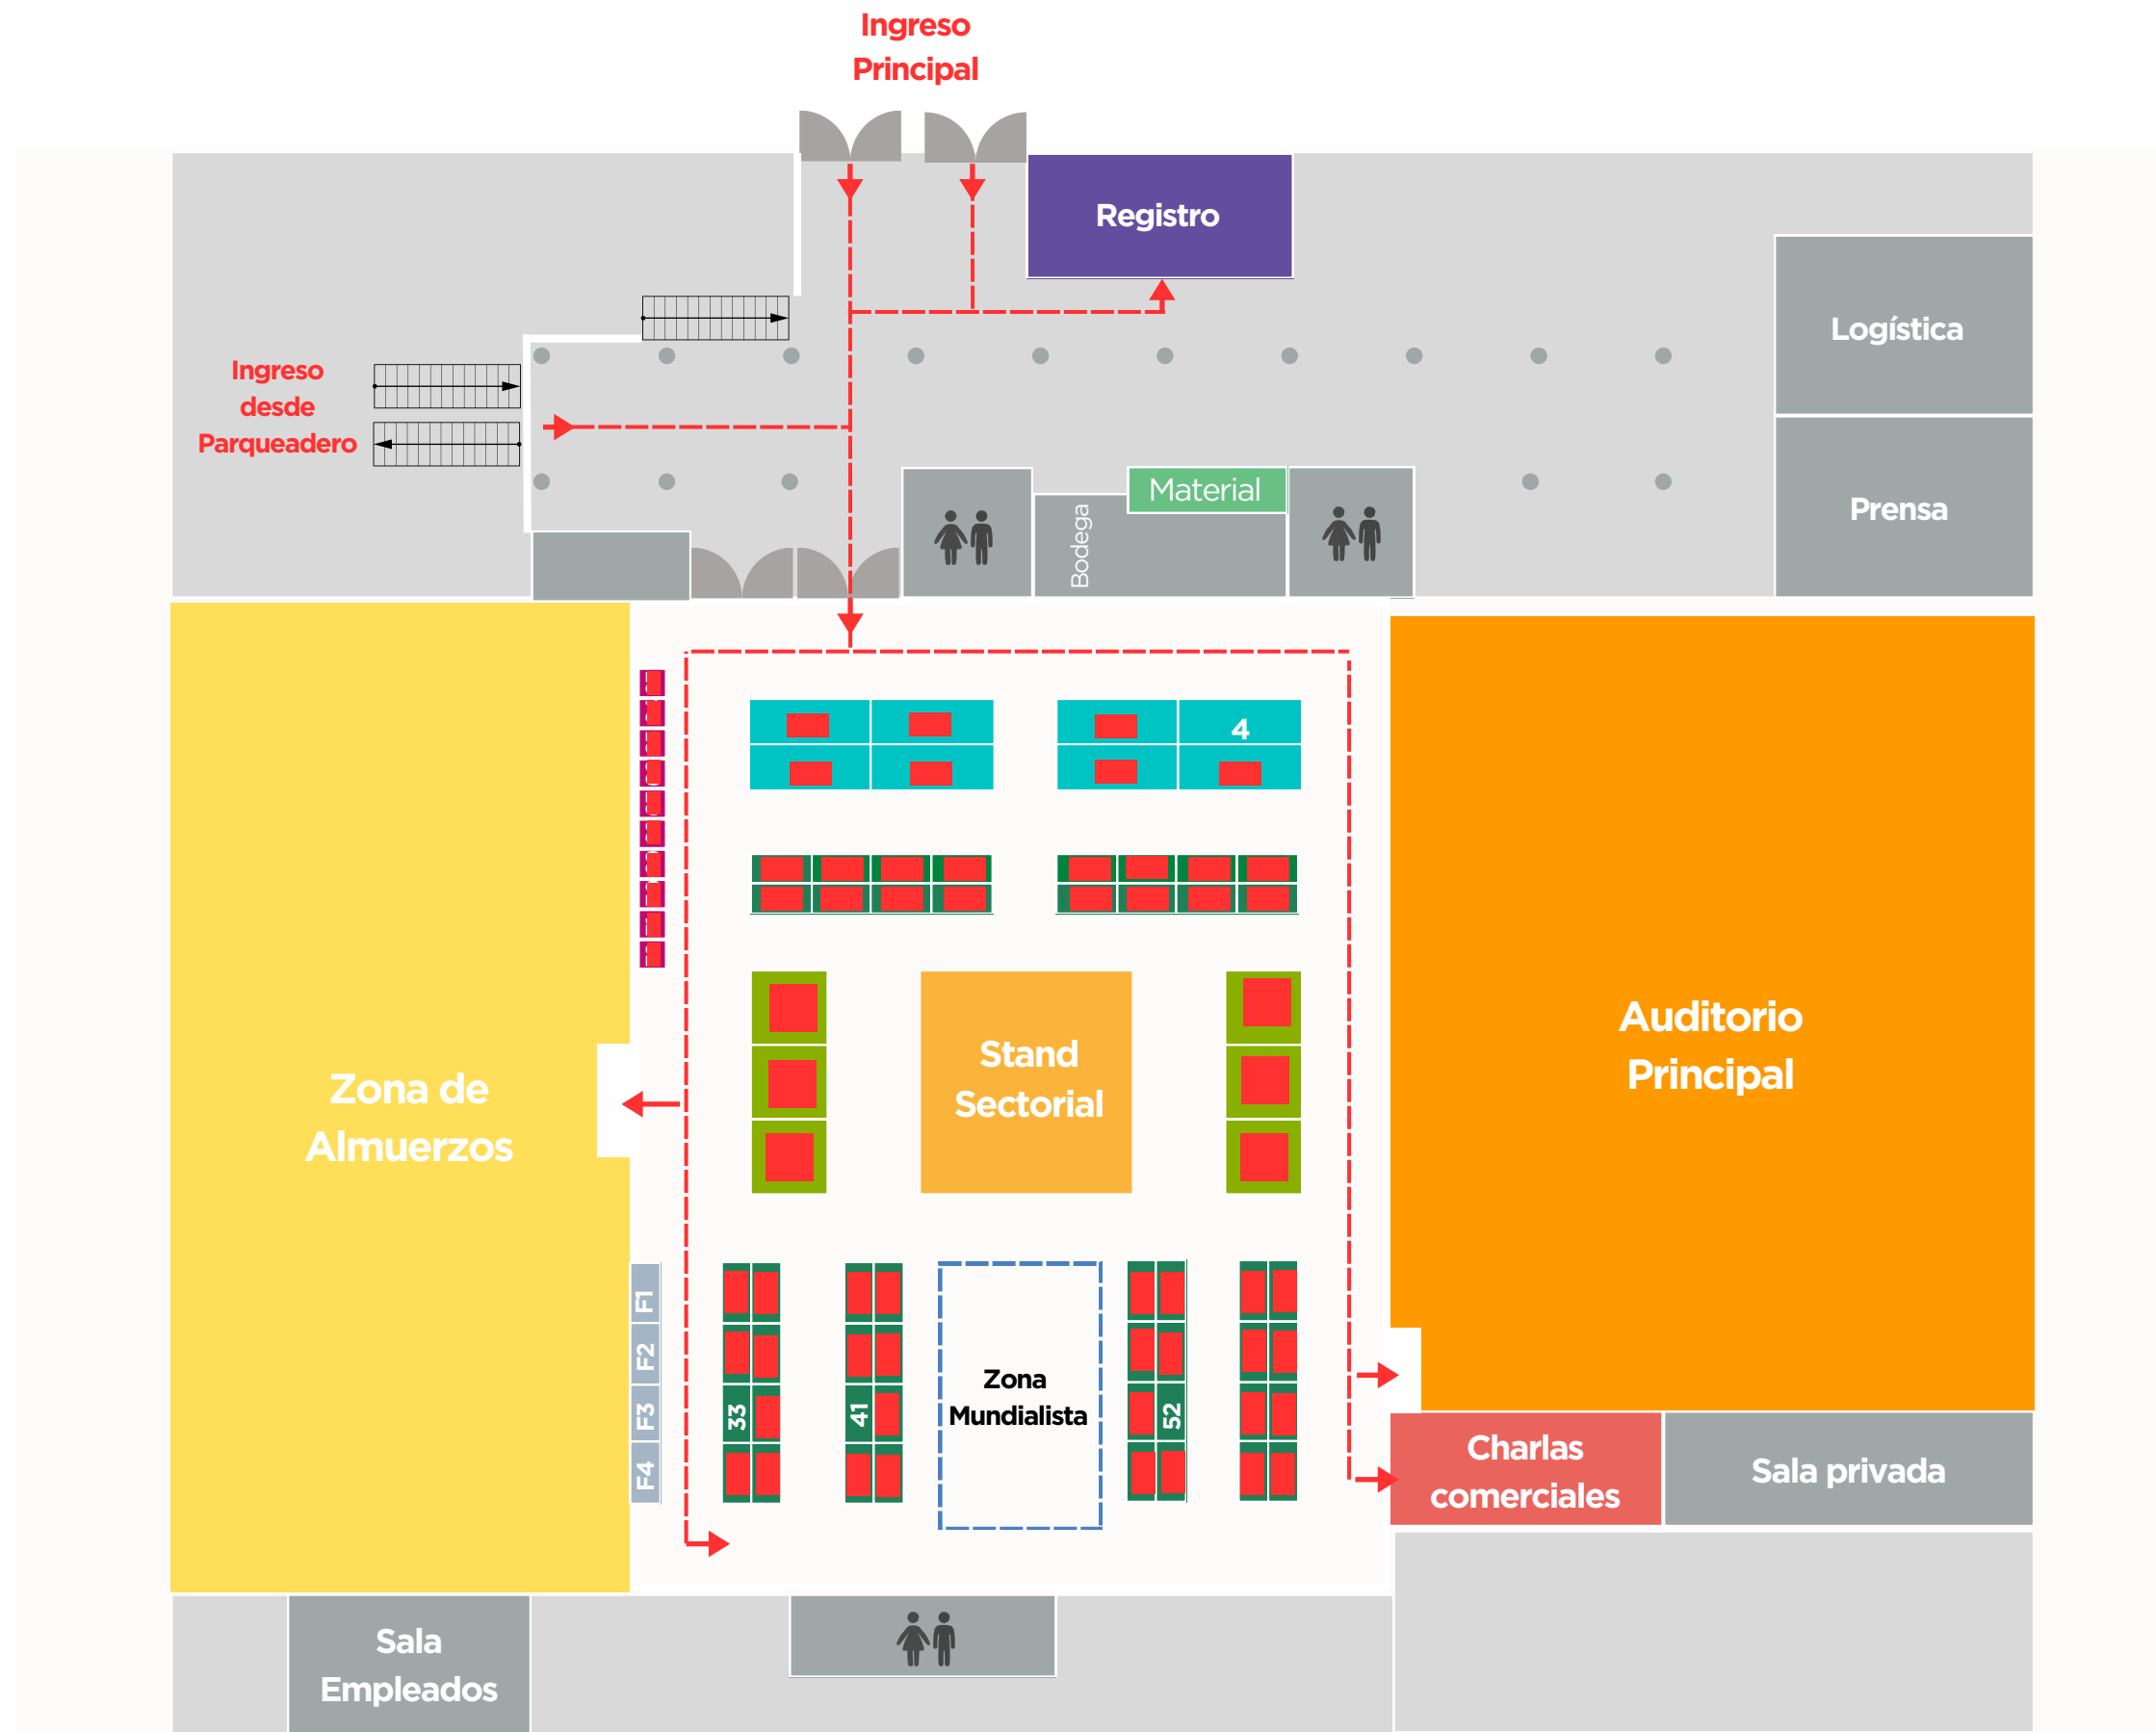 Ingreso
Principal
Registro
Logística
Ingreso
desde
Parqueadero
Material
Bodega
Prensa
4
Stand
Sectorial
Auditorio
Principal
Zona de
Almuerzos
F1
F2
F3
F4
33
41
Zona
Mundialista
52
Charlas
comerciales
Sala privada
Sala
Empleados